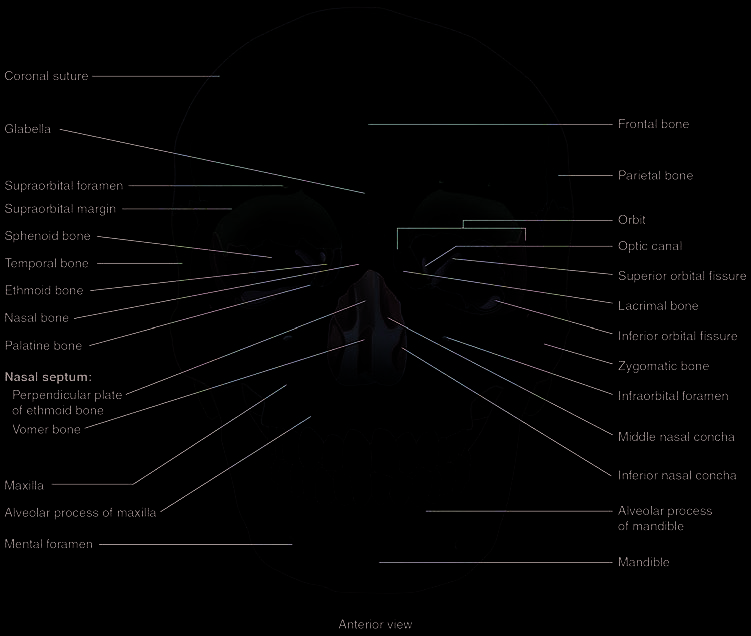 Coronal suture
Glabella
Supraorbital foramen
Supraorbital margin
Sphenoid bone
Temporal bone
Ethmoid bone
Nasal bone
Palatine bone
Nasal septum:
Perpendicular plate
of ethmoid bone
Vomer bone
Maxilla
Alveolar process of maxilla
Mental foramen
Frontal bone
Parietal bone
Orbit
Optic canal
Superior orbital fissure
Lacrimal bone
Inferior orbital fissure
Zygomatic bone
Infraorbital foramen
Middle nasal concha
Inferior nasal concha
Alveolar process
of mandible
Mandible
Anterior view